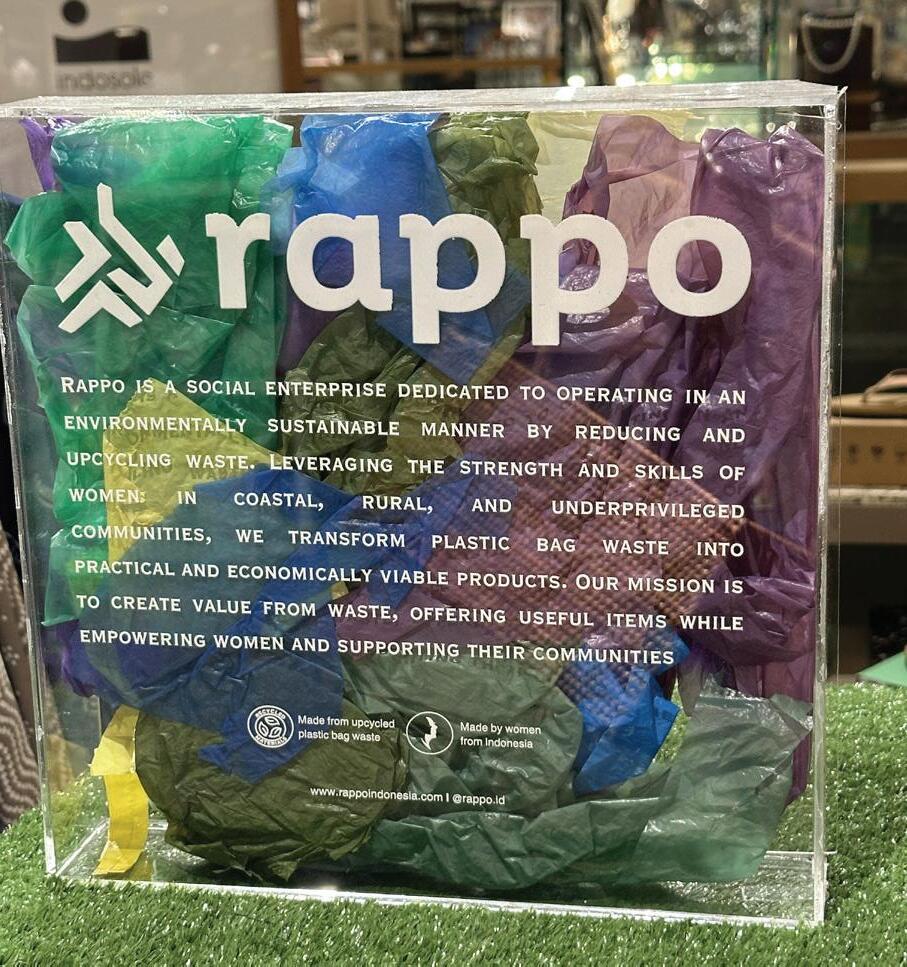 indosole
rappo
RAPPO IS A SOCIAL ENTERPRISE DEDICATED TO OPERATING IN AN
ENVIRONMENTALLY SUSTAINABLE MANNER BY REDUCING AND
UPCYCLING WASTE. LEVERAGING THE STRENGTH AND SKILLS OF
WOMEN: IN COASTAL, RURAL, AND UNDERPRIVILEGED
COMMUNITIES, WE TRANSFORM PLASTIC BAG WASTE INTO
PRACTICAL AND ECONOMICALLY VIABLE PRODUCTS. OUR MISSION IS
TO CREATE VALUE FROM WASTE, OFFERING USEFUL ITEMS WHILE
EMPOWERING WOMEN AND SUPPORTING THEIR COMMUNITIES
RECYCLED
MATERIALS
Made from upcycled
plastic bag waste
Made by women
from Indonesia
www.rappoindonesia.com | @rappo.id